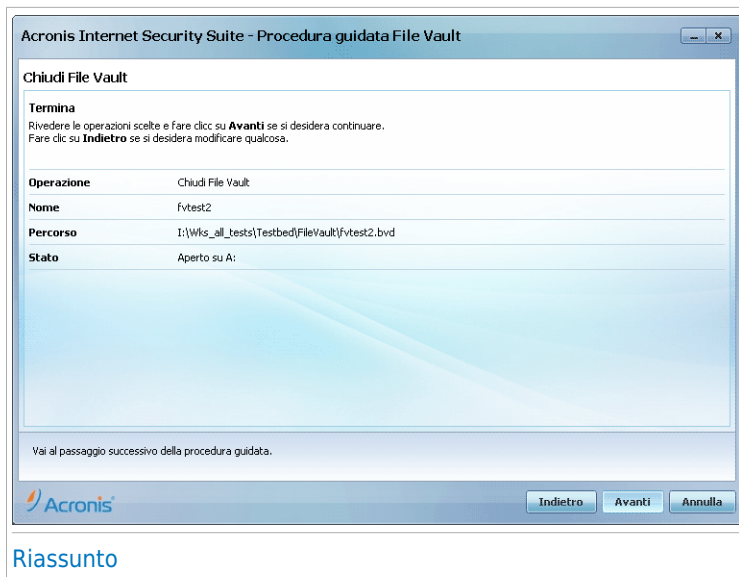 Acronis Internet Security Suite - Procedura guidata File Vault
Chiudi File Vault
Termina
Rivedere le operazioni scelte e fare clicc su Avanti se si desidera continuare.
Fare clic su Indietro se si desidera modificare qualcosa.
Operazione Chiudi File Vault
Nome fvtest2
Percorso I:\Wks_all_tests\Testbed\FileVault\fvtest2.bvd
Stato Aperto su A:
Vai al passaggio successivo della procedura guidata.
Acronis
Indietro Avanti Annulla
Riassunto